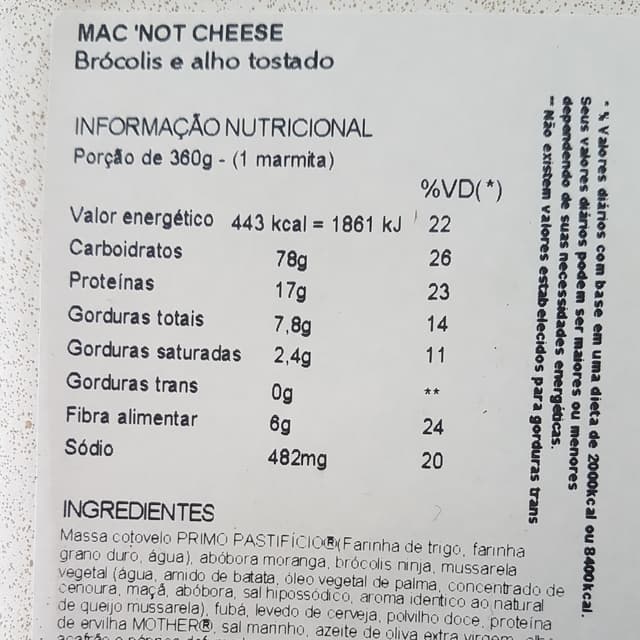 MAC 'NOT CHEESE
Brócolis e alho tostado
INFORMAÇÃO NUTRICIONAL
Porção de 360g - (1 marmita)
%VD(*)
Valor energético 443 kcal = 1861 kJ 22
Carboidratos 78g 26
Proteínas 17g 23
Gorduras totais 7,8g 14
Gorduras saturadas 2,4g 11
Gorduras trans 0g **
Fibra alimentar 6g 24
Sódio 482mg 20
INGREDIENTES
Massa cotovelo PRIMO PASTIFÍCIO®(Farinha de trigo, farinha
grano duro, água), abóbora moranga, brócolis ninja, mussarela
vegetal (água, amido de batata, óleo vegetal de palma, concentrado de
cenoura, maçã, abóbora, sal hipossódico, aroma identico ao natural
de queijo mussarela), fubá, levedo de cerveja, polvilho doce, proteína
de ervilha MOTHER®, sal marinho, azeite de oliva extra virgem,
* % Valores diários com base em uma dieta de 2000kcal ou 8400kcal.
Seus valores diários podem ser maiores ou menores
dependendo de suas necessidades energéticas.
** Não existem valores estabelecidos para gorduras trans